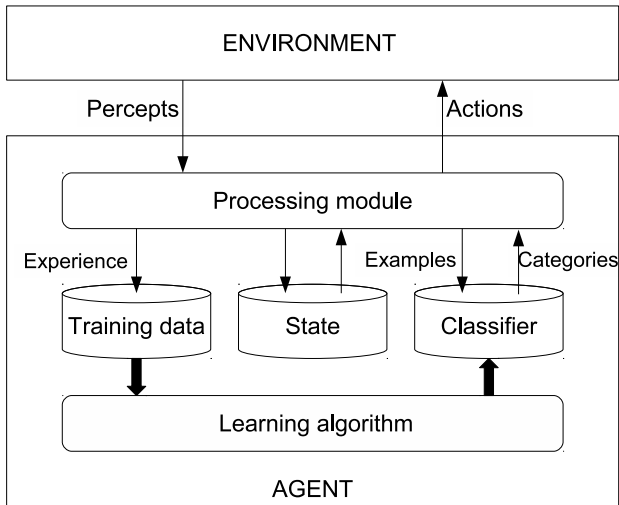 ENVIRONMENT
Percepts
Actions
Processing module
Experience
Examples
Categories
Training data
State
Classifier
Learning algorithm
AGENT